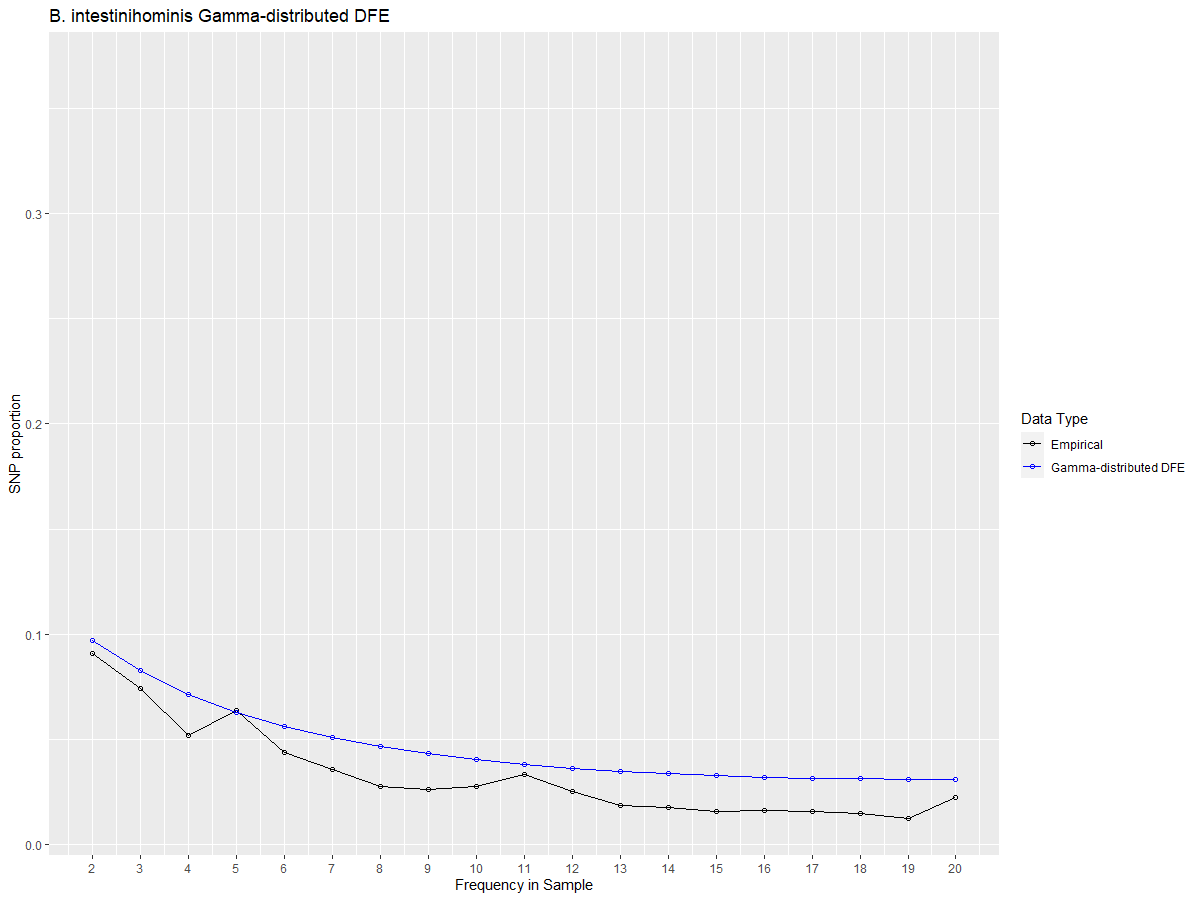 B. intestinihominis Gamma-distributed DFE
SNP proportion
0.3
0.2
0.1
0.0
2 3 4 5 6 7 8 9 10 11 12 13 14 15 16 17 18 19 20
Frequency in Sample
Data Type
Empirical
Gamma-distributed DFE